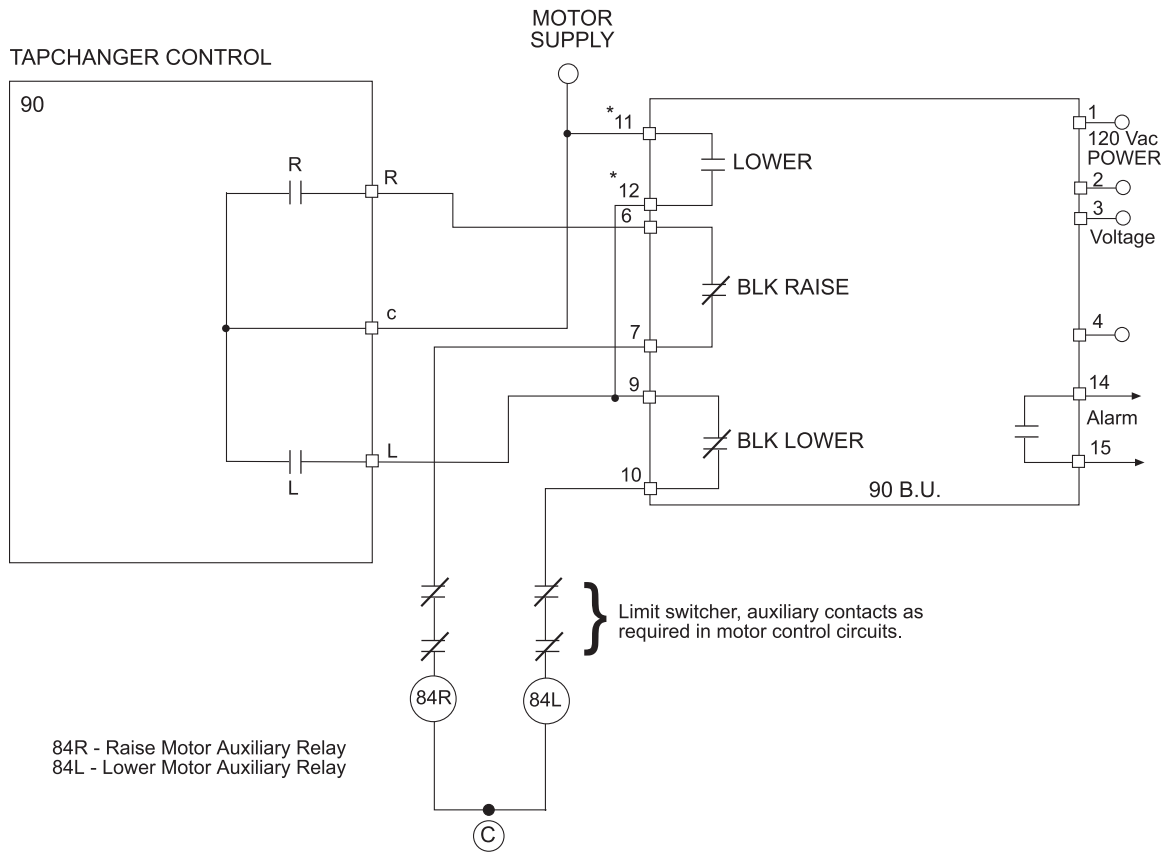 MOTOR
SUPPLY
TAPCHANGER CONTROL
90
R
R
c
L
L
*
11
LOWER
*
12
6
BLK RAISE
7
9
BLK LOWER
10
90 B.U.
1
120 Vac
POWER
2
3
Voltage
4
14
Alarm
15
}
Limit switcher, auxiliary contacts as
required in motor control circuits.
84R
84L
84R - Raise Motor Auxiliary Relay
84L - Lower Motor Auxiliary Relay
C